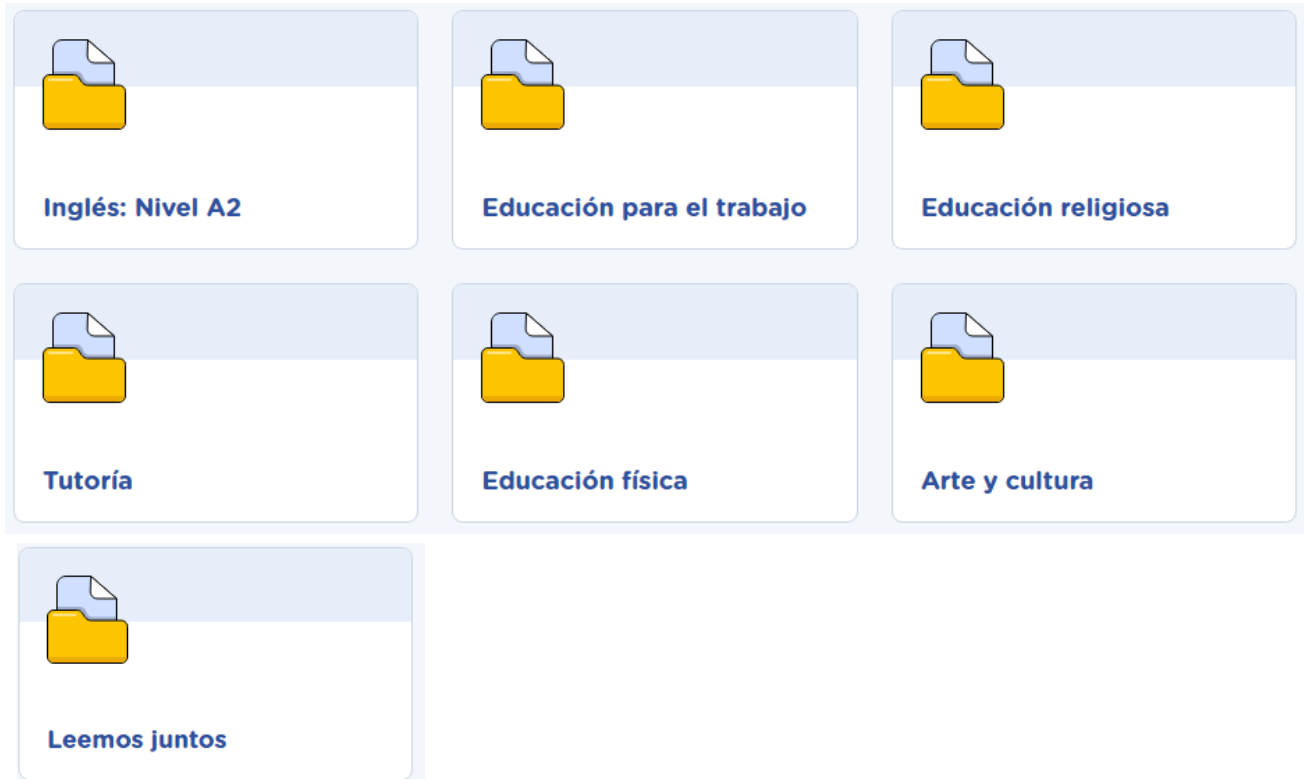 Inglés: Nivel A2
Educación para el trabajo
Educación religiosa
Tutoría
Educación física
Arte y cultura
Leemos juntos